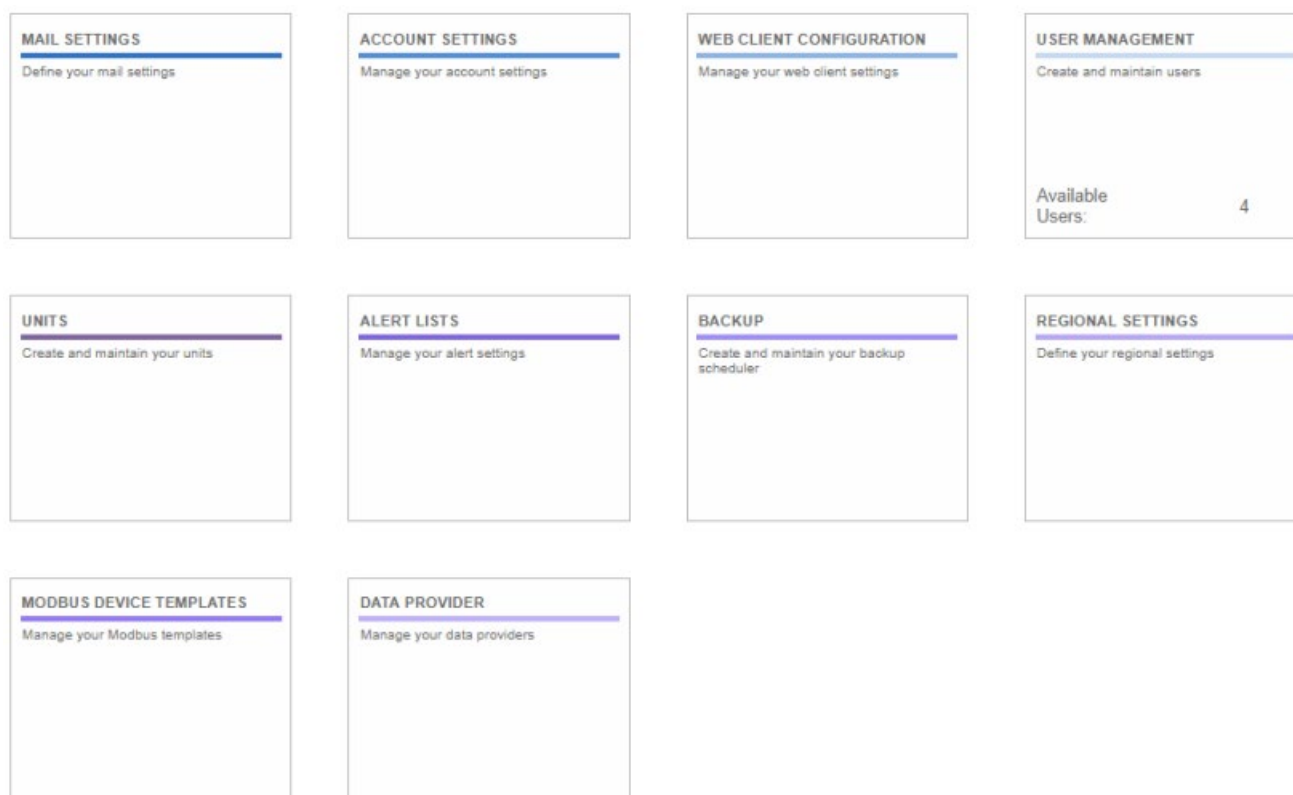 MAIL SETTINGS
Define your mail settings
ACCOUNT SETTINGS
Manage your account settings
WEB CLIENT CONFIGURATION
Manage your web client settings
USER MANAGEMENT
Create and maintain users
Available
Users:
4
UNITS
Create and maintain your units
ALERT LISTS
Manage your alert settings
BACKUP
Create and maintain your backup
scheduler
REGIONAL SETTINGS
Define your regional settings
MODBUS DEVICE TEMPLATES
Manage your Modbus templates
DATA PROVIDER
Manage your data providers